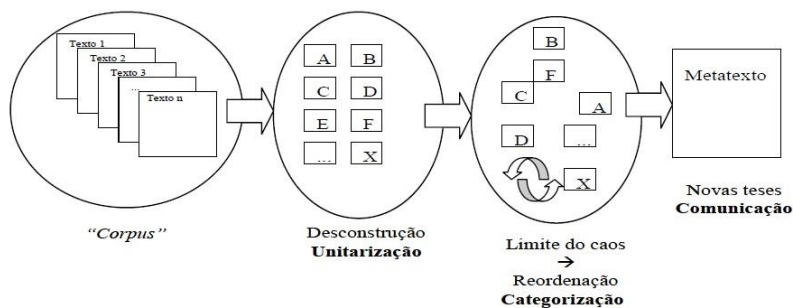 Texto 1
Texto 2
Texto 3
...
Texto n
“Corpus”
A B
C D
E F
... X
Desconstrução
Unitarização
B
F
C
A
D
...
X
Limite do caos
→
Reordenação
Categorização
Metatexto
Novas teses
Comunicação